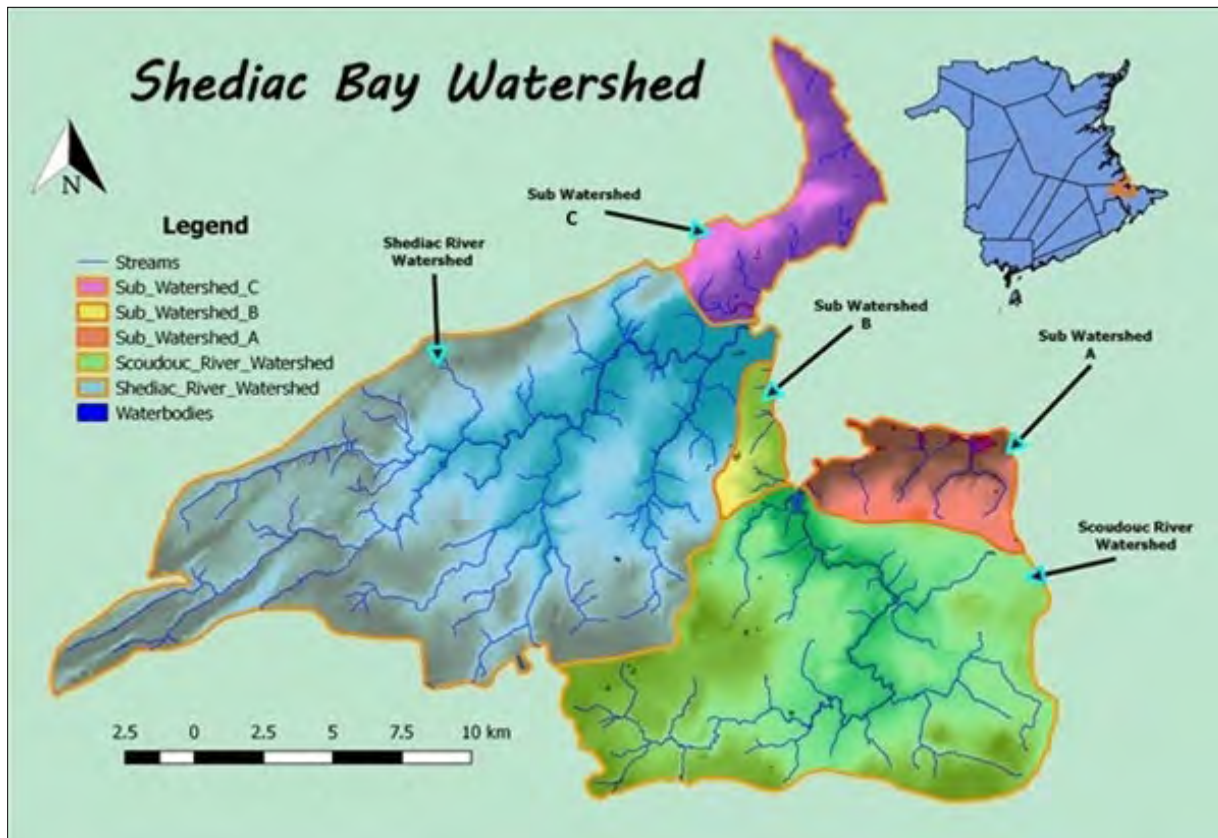 Shediac Bay Watershed
N
Legend
Streams
Sub_Watershed_C
Sub_Watershed_B
Sub_Watershed_A
Scoudouc_River_Watershed
Shediac_River_Watershed
Waterbodies
Sub Watershed
C
Shediac River
Watershed
Sub Watershed
B
Sub Watershed
A
Scoudouc River
Watershed
2.5 0 2.5 5 7.5 10 km